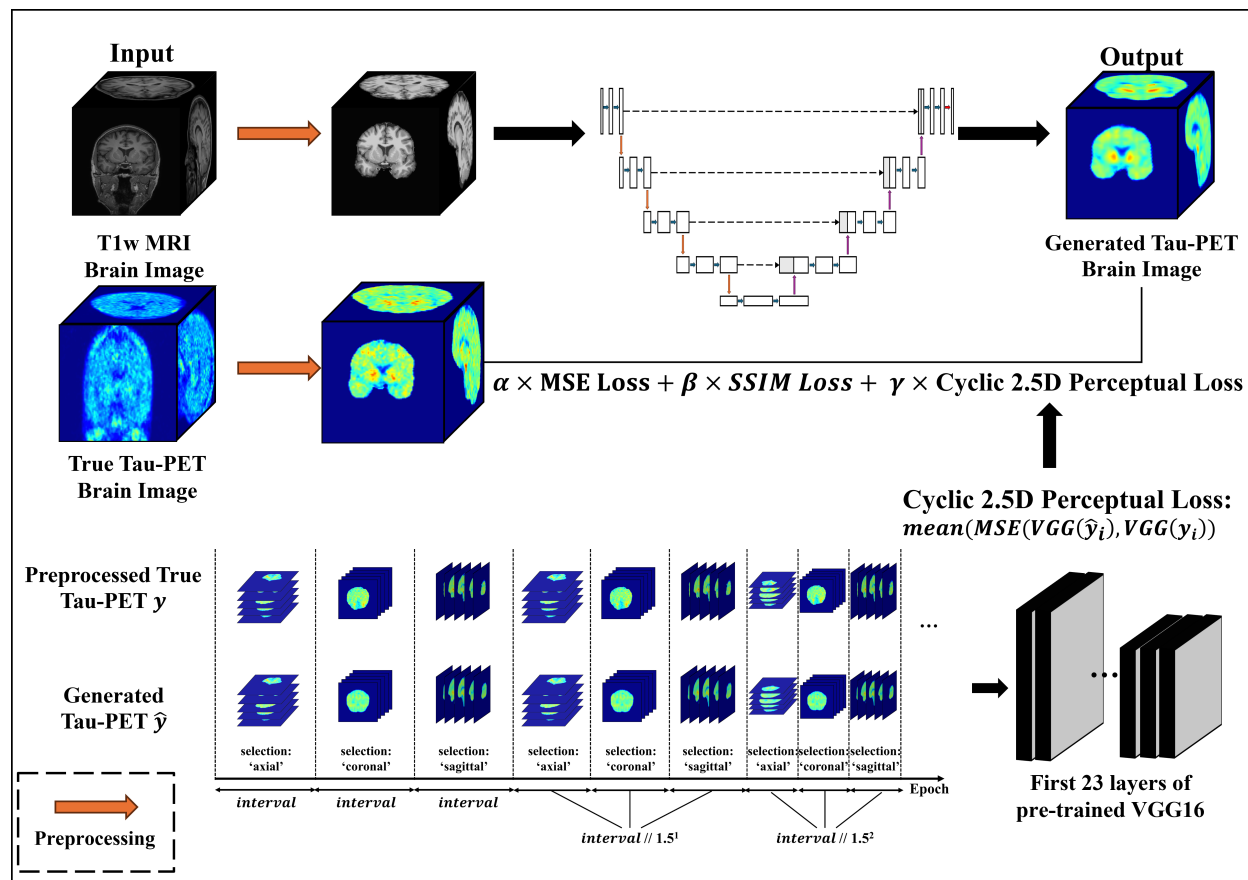 Input
Output
T1w MRI
Brain Image
Generated Tau-PET
Brain Image
α × MSE Loss + β × SSIM Loss + γ × Cyclic 2.5D Perceptual Loss
True Tau-PET
Brain Image
Cyclic 2.5D Perceptual Loss:
mean(MSE(VGG(ŷᵢ), VGG(yᵢ))
Preprocessed True
Tau-PET y
...
Generated
Tau-PET ŷ
selection: 'axial'
selection: 'coronal'
selection: 'sagittal'
selection: 'axial'
selection: 'coronal'
selection: 'sagittal'
selection: 'axial'
selection: 'coronal'
selection: 'sagittal'
Epoch
interval
interval
interval
interval // 1.5¹
interval // 1.5²
First 23 layers of
pre-trained VGG16
Preprocessing